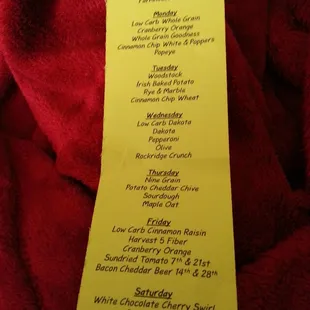 Monday
Low Carb Whole Grain
Cranberry Orange
Whole Grain Goodness
Cinnamon Chip White & Poppers
Popeye
Tuesday
Woodstock
Irish Baked Potato
Rye & Marble
Cinnamon Chip Wheat
Wednesday
Low Carb Dakota
Dakota
Pepperoni
Olive
Rockridge Crunch
Thursday
Nine Grain
Potato Cheddar Chive
Sourdough
Maple Oat
Friday
Low Carb Cinnamon Raisin
Harvest 5 Fiber
Cranberry Orange
Sundried Tomato 7th & 21st
Bacon Cheddar Beer 14th & 28th
Saturday
White Chocolate Cherry Swirl